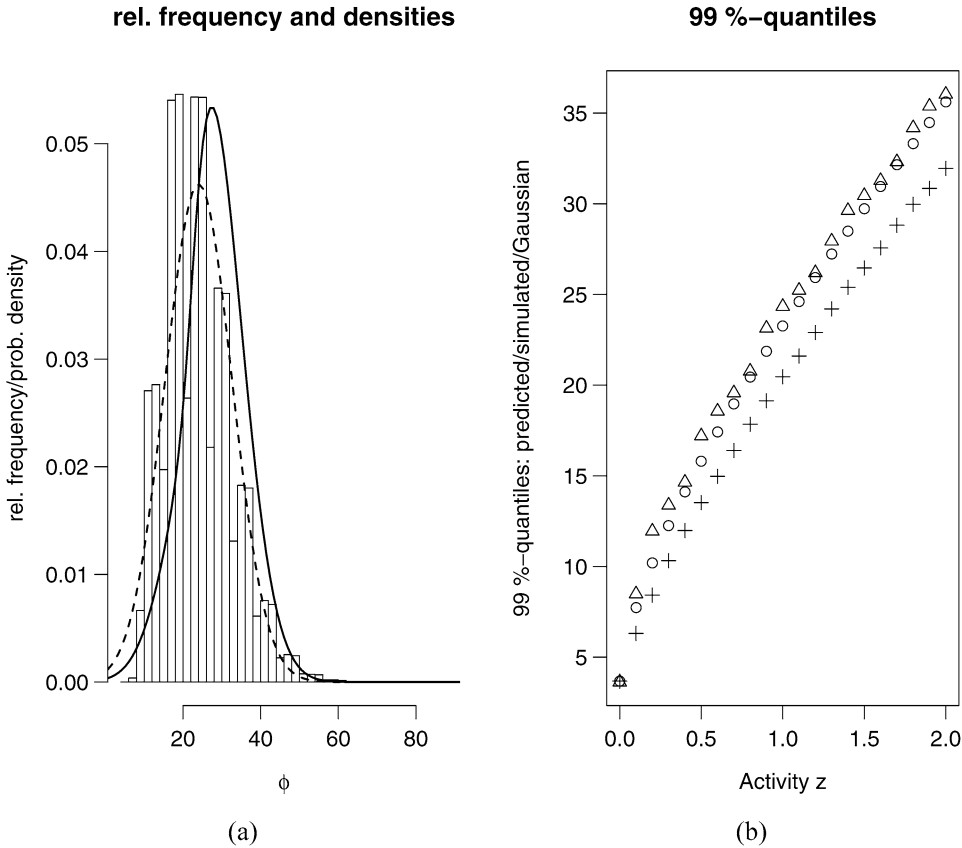 rel. frequency and densities
rel. frequency/prob. density
0.05
0.04
0.03
0.02
0.01
0.00
20 40 60 80
ϕ
(a)
99 %−quantiles
99 %−quantiles: predicted/simulated/Gaussian
35
30
25
20
15
10
5
0.0 0.5 1.0 1.5 2.0
Activity z
(b)